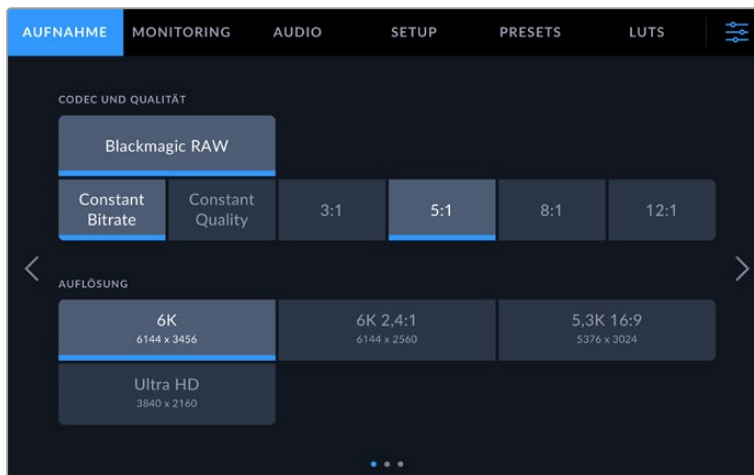 AUFNAHME MONITORING AUDIO SETUP PRESETS LUTS
CODEC UND QUALITÄT
Blackmagic RAW
Constant Bitrate Constant Quality 3:1 5:1 8:1 12:1
AUFLÖSUNG
6K 6K 2,4:1 5,3K 16:9
6144 x 3456 6144 x 2560 5376 x 3024
Ultra HD
3840 x 2160